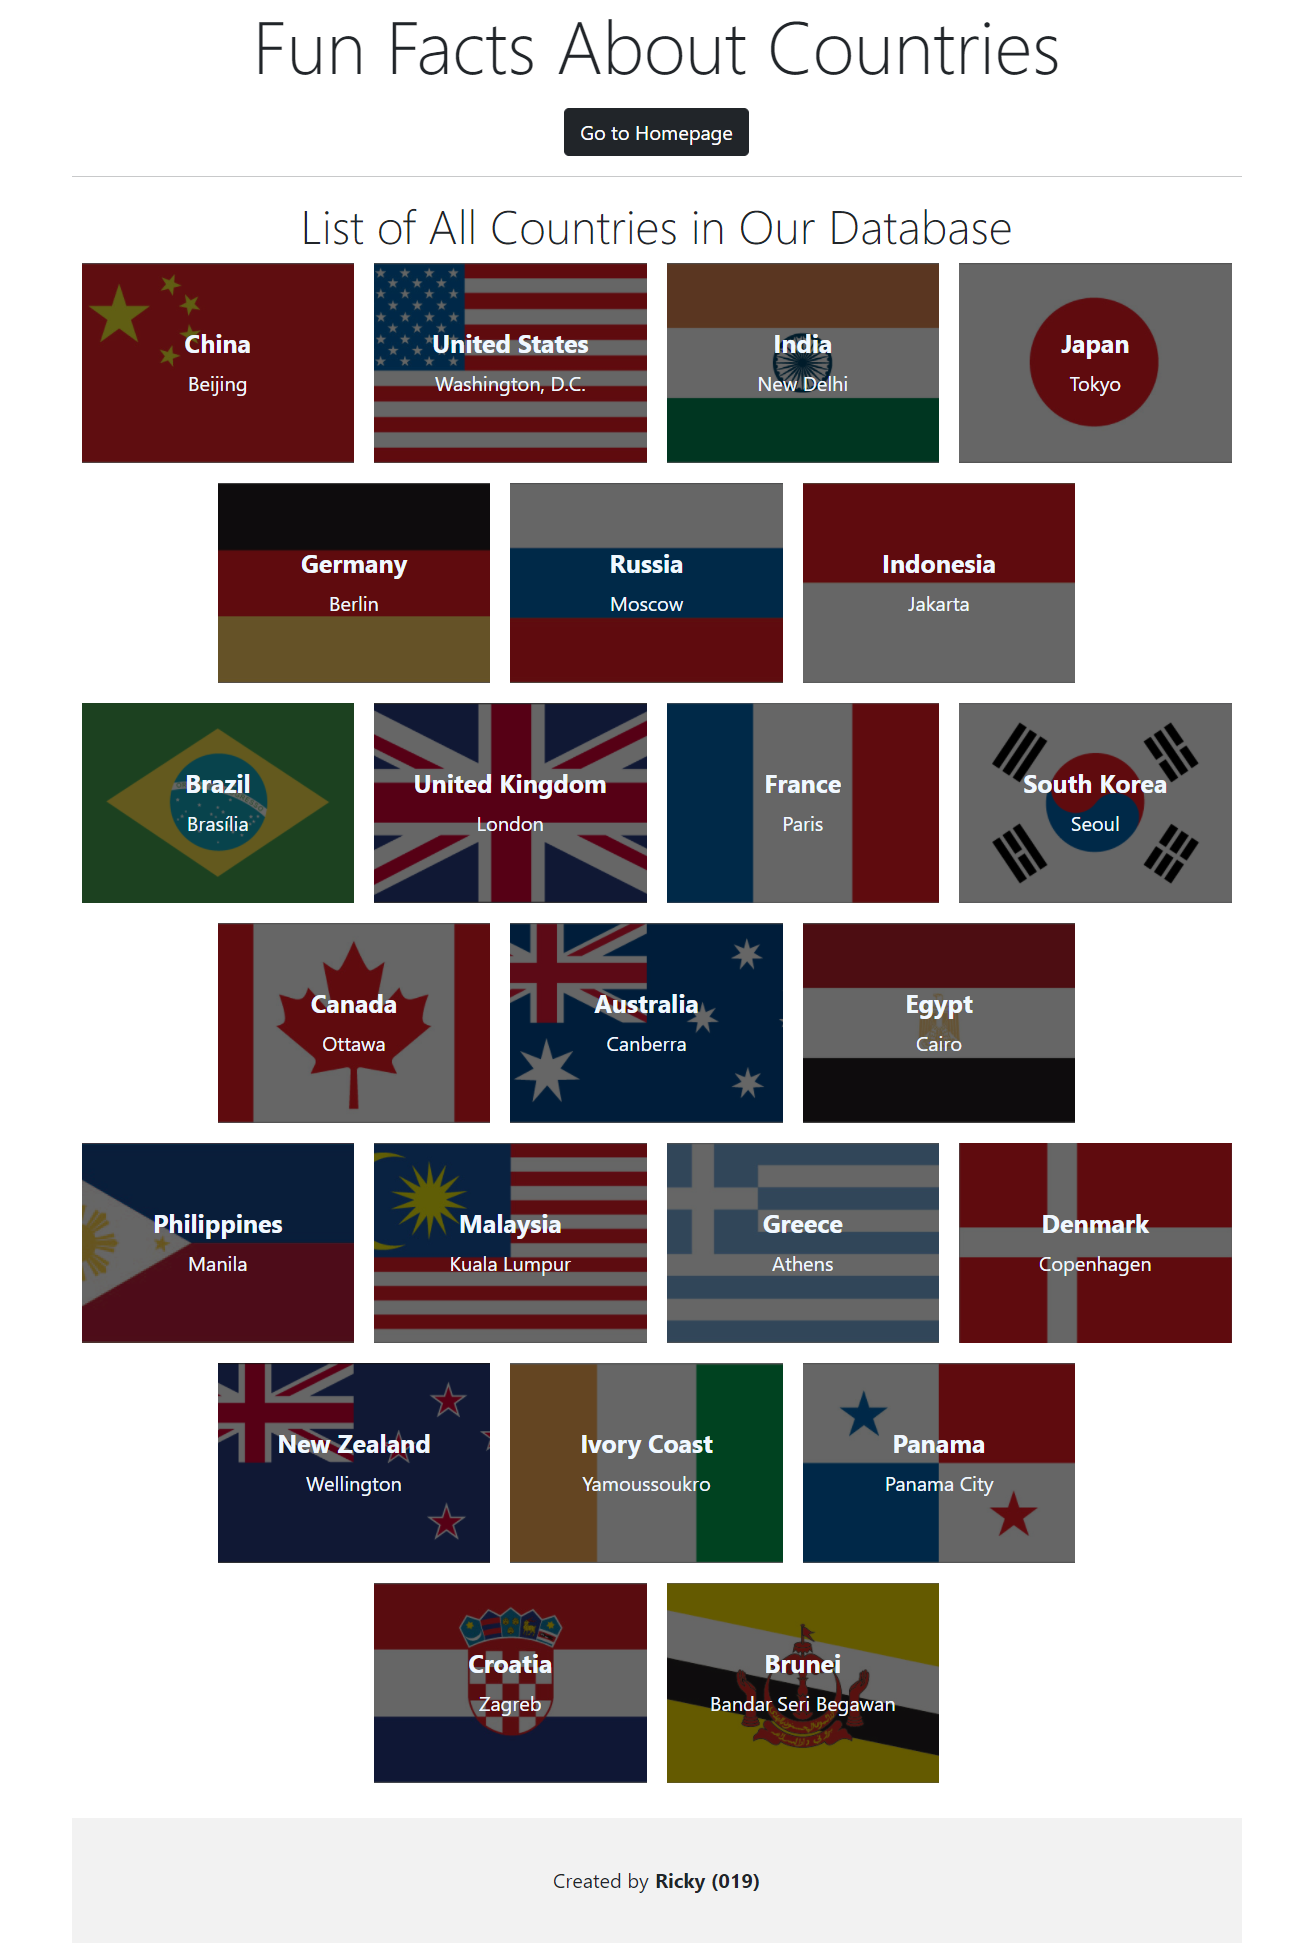 Fun Facts About Countries
Go to Homepage
List of All Countries in Our Database
China
Beijing
United States
Washington, D.C.
India
New Delhi
Japan
Tokyo
Germany
Berlin
Russia
Moscow
Indonesia
Jakarta
Brazil
Brasília
United Kingdom
London
France
Paris
South Korea
Seoul
Canada
Ottawa
Australia
Canberra
Egypt
Cairo
Philippines
Manila
Malaysia
Kuala Lumpur
Greece
Athens
Denmark
Copenhagen
New Zealand
Wellington
Ivory Coast
Yamoussoukro
Panama
Panama City
Croatia
Zagreb
Brunei
Bandar Seri Begawan
Created by Ricky (019)